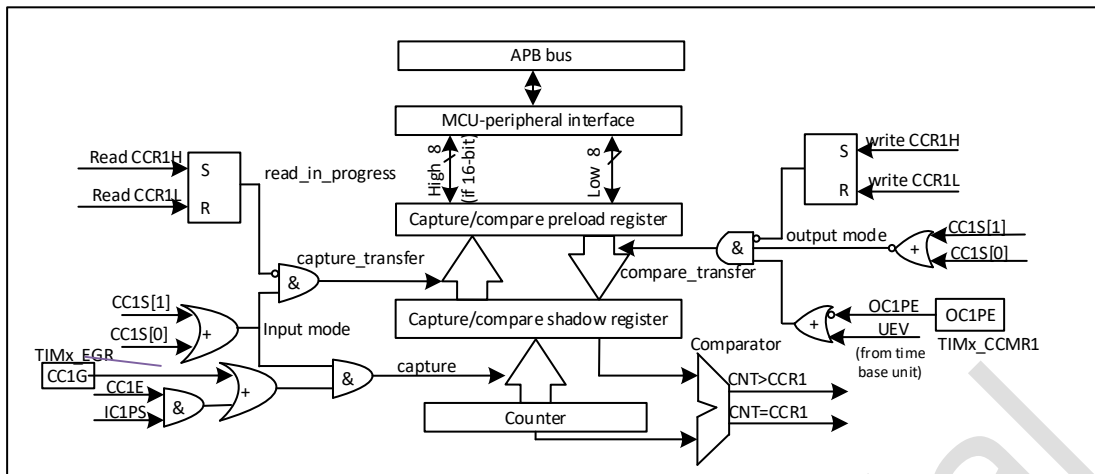 APB bus
MCU-peripheral interface
High 8
(if 16-bit)
Low 8
Read CCR1H
Read CCR1L
S
R
read_in_progress
S
R
write CCR1H
write CCR1L
Capture/compare preload register
output mode
CC1S[1]
CC1S[0]
+
&
capture_transfer
compare_transfer
&
CC1S[1]
CC1S[0]
+
Input mode
Capture/compare shadow register
OC1PE
UEV
(from time
base unit)
+
OC1PE
TIMx_CCMR1
TIMx_EGR
CC1G
CC1E
IC1PS
&
+
&
capture
Counter
Comparator
CNT>CCR1
CNT=CCR1